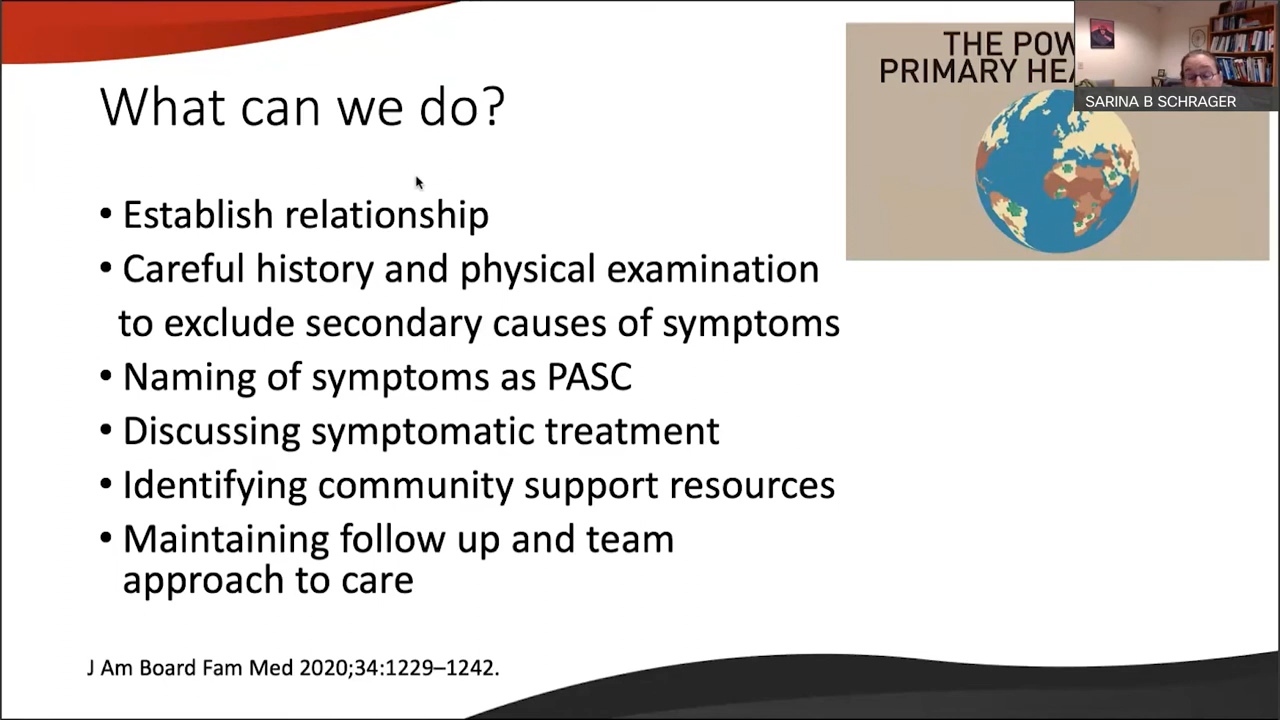 What can we do?
• Establish relationship
• Careful history and physical examination
to exclude secondary causes of symptoms
• Naming of symptoms as PASC
• Discussing symptomatic treatment
• Identifying community support resources
• Maintaining follow up and team
approach to care
J Am Board Fam Med 2020;34:1229–1242.
THE
PRIMARY
SARINA B SCHRAGER